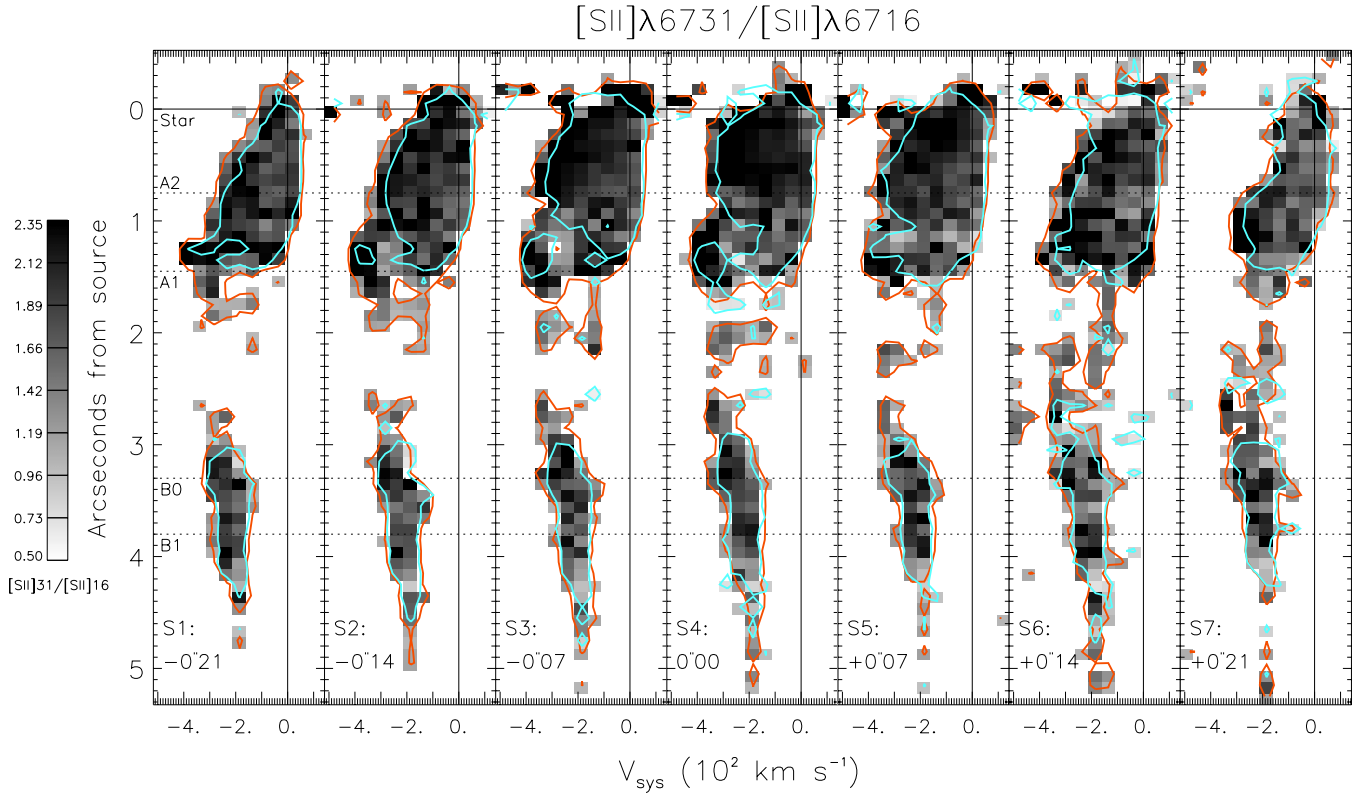 [SII]λ6731/[SII]λ6716
Arcseconds from source
0
1
2
3
4
5
Star
A2
A1
B0
B1
2.35
2.12
1.89
1.66
1.42
1.19
0.96
0.73
0.50
[SII]31/[SII]16
S1:
−0"21
S2:
−0"14
S3:
−0"07
S4:
0"00
S5:
+0"07
S6:
+0"14
S7:
+0"21
−4. −2. 0. −4. −2. 0. −4. −2. 0. −4. −2. 0. −4. −2. 0. −4. −2. 0. −4. −2. 0.
V_sys (10² km s⁻¹)